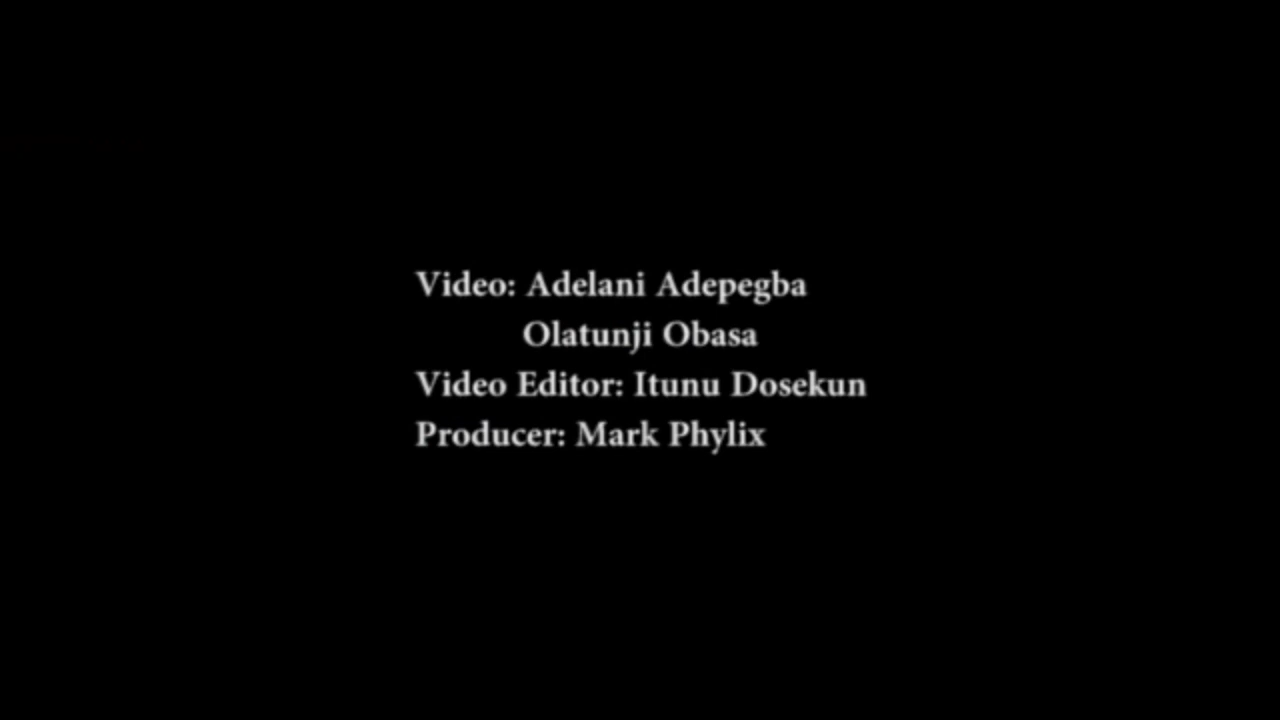 Video: Adelani Adepegba
Olatunji Obasa
Video Editor: Itunu Dosekun
Producer: Mark Phylix